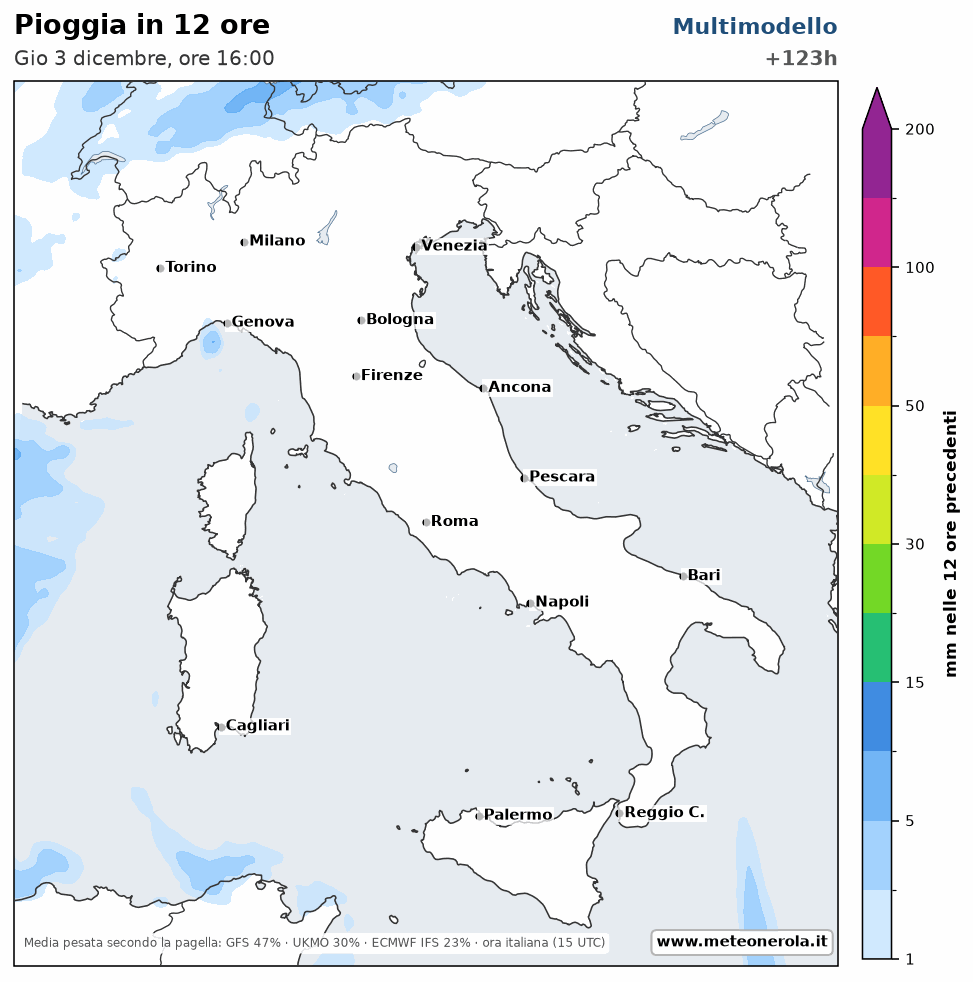 Pioggia in 12 ore
Multimodello
Gio 3 dicembre, ore 16:00
+123h
200
100
50
30
15
5
1
mm nelle 12 ore precedenti
Milano
Venezia
Torino
Genova
Bologna
Firenze
Ancona
Pescara
Roma
Bari
Napoli
Cagliari
Palermo
Reggio C.
Media pesata secondo la pagella: GFS 47% · UKMO 30% · ECMWF IFS 23% · ora italiana (15 UTC)
www.meteonerola.it